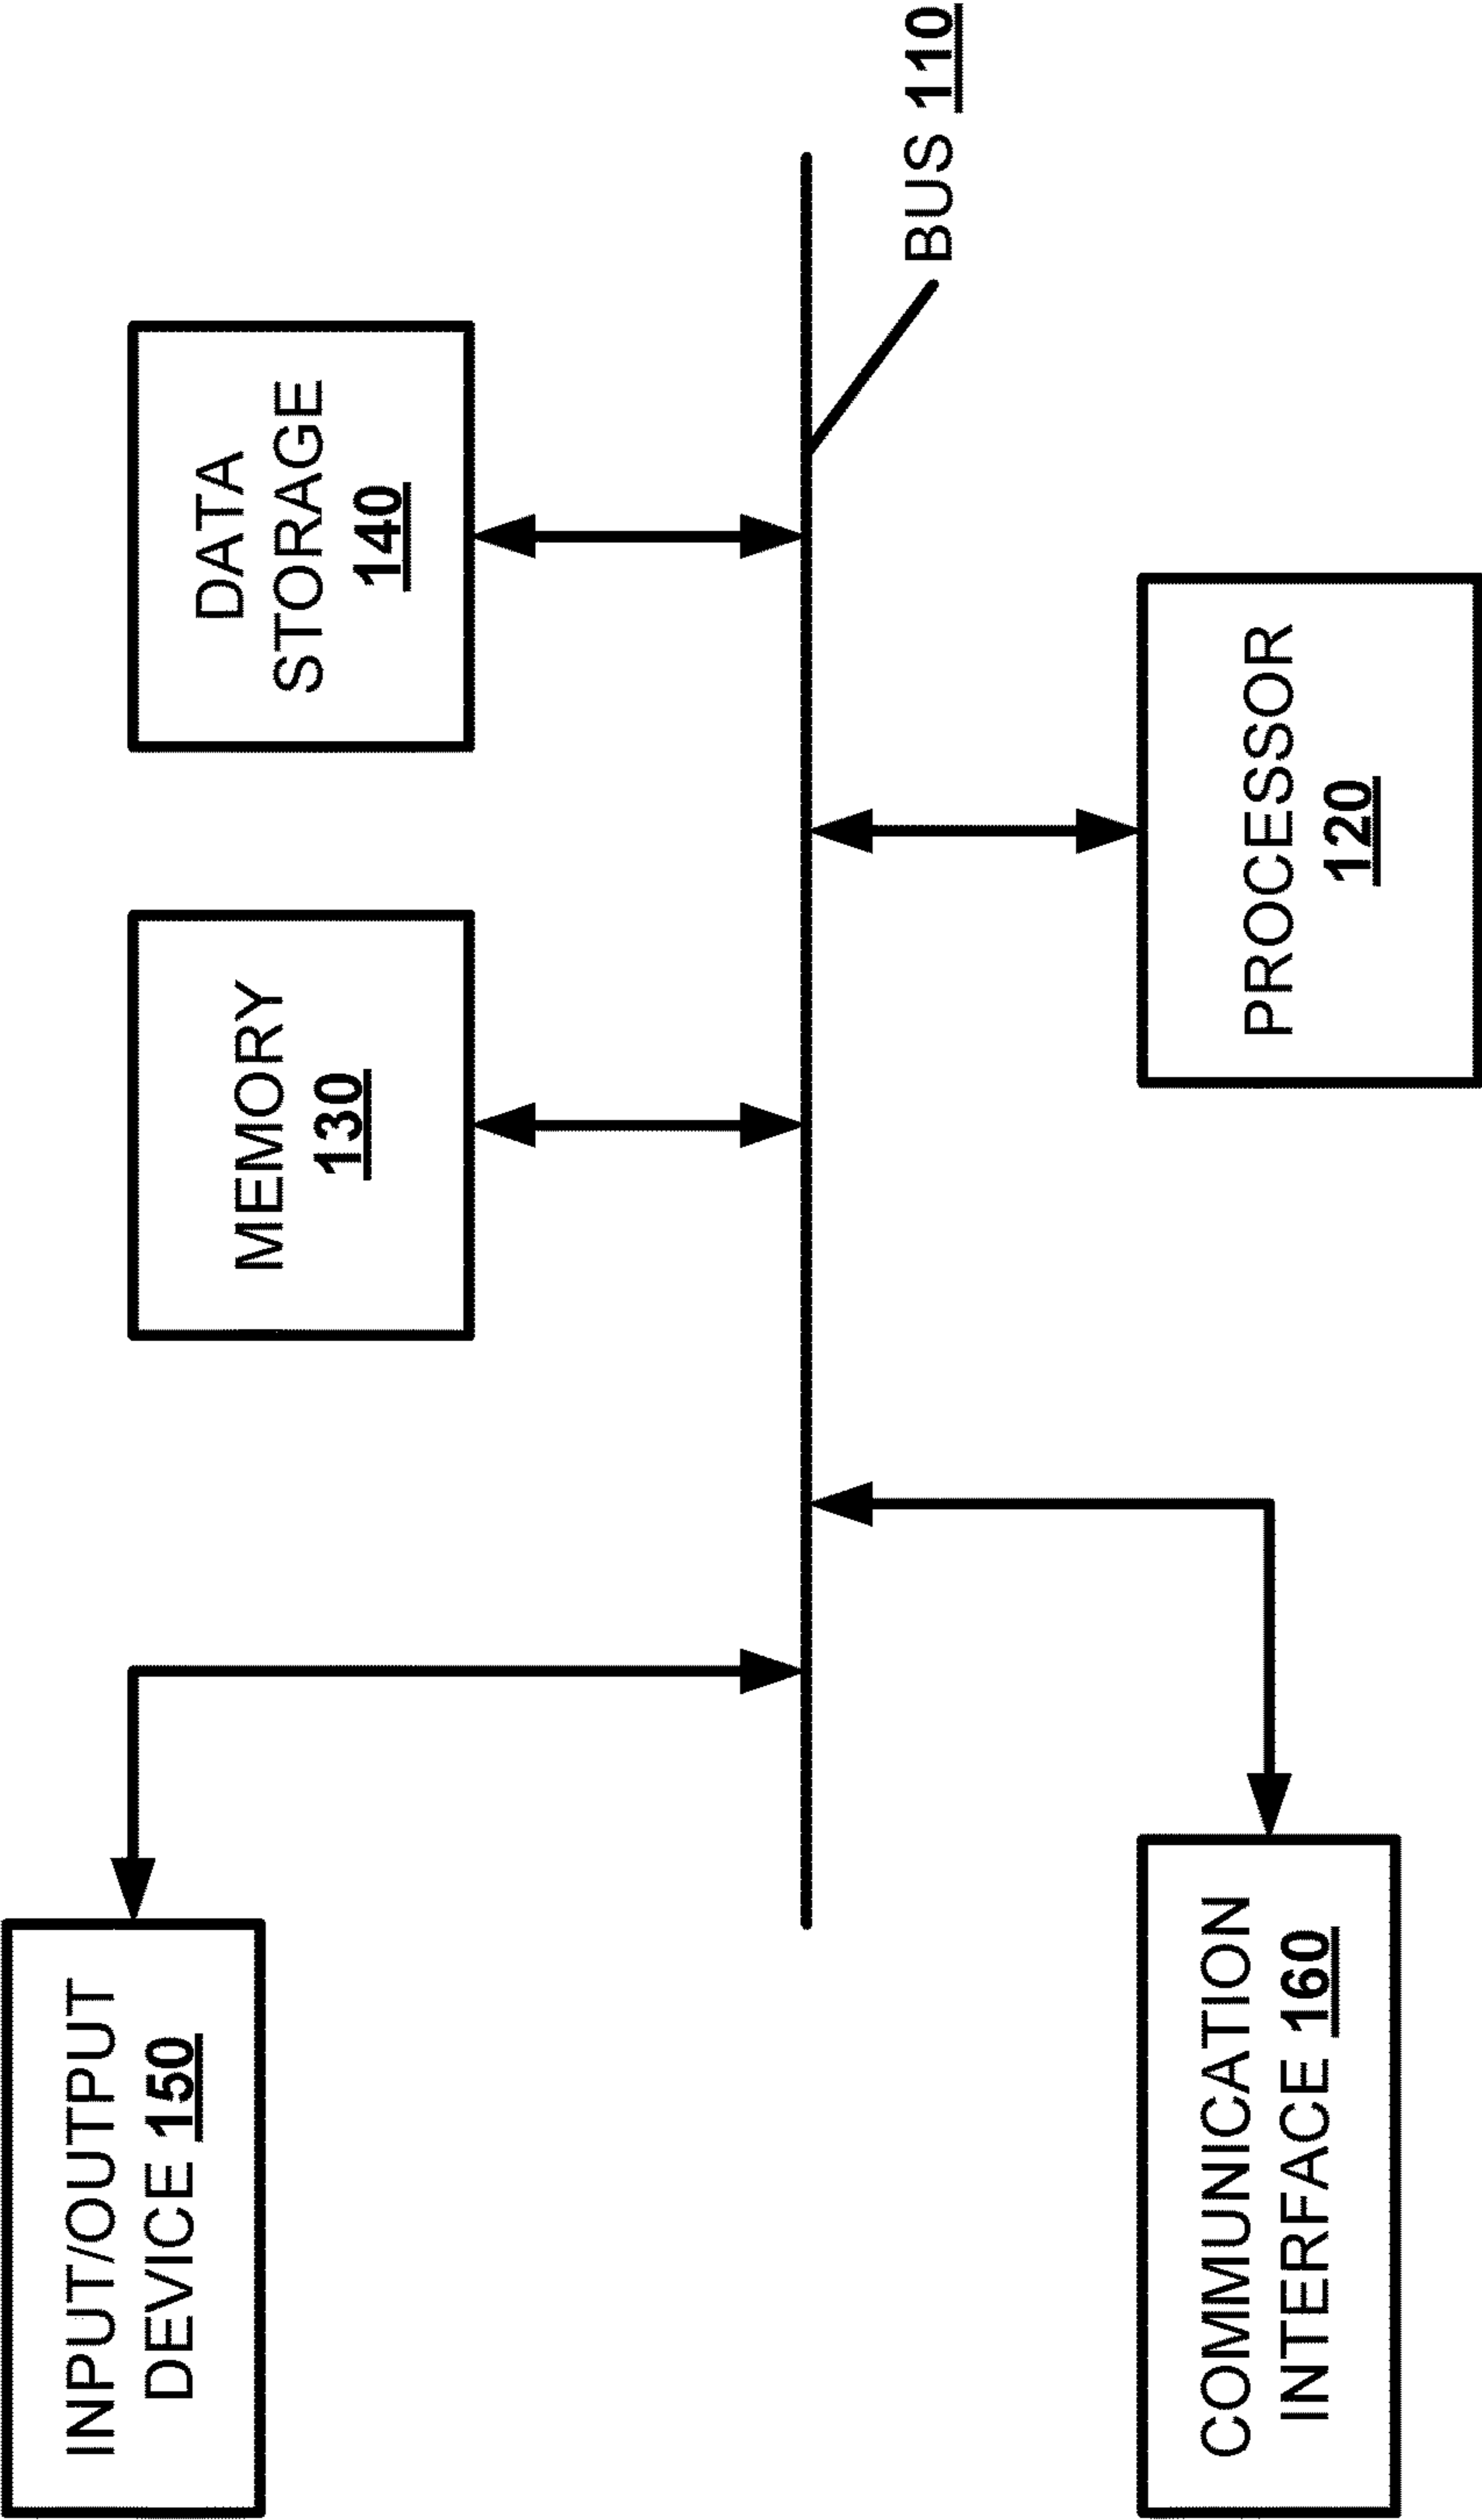 INPUT/OUTPUT
DEVICE 150
MEMORY
130
DATA
STORAGE
140
BUS 110
COMMUNICATION
INTERFACE 160
PROCESSOR
120